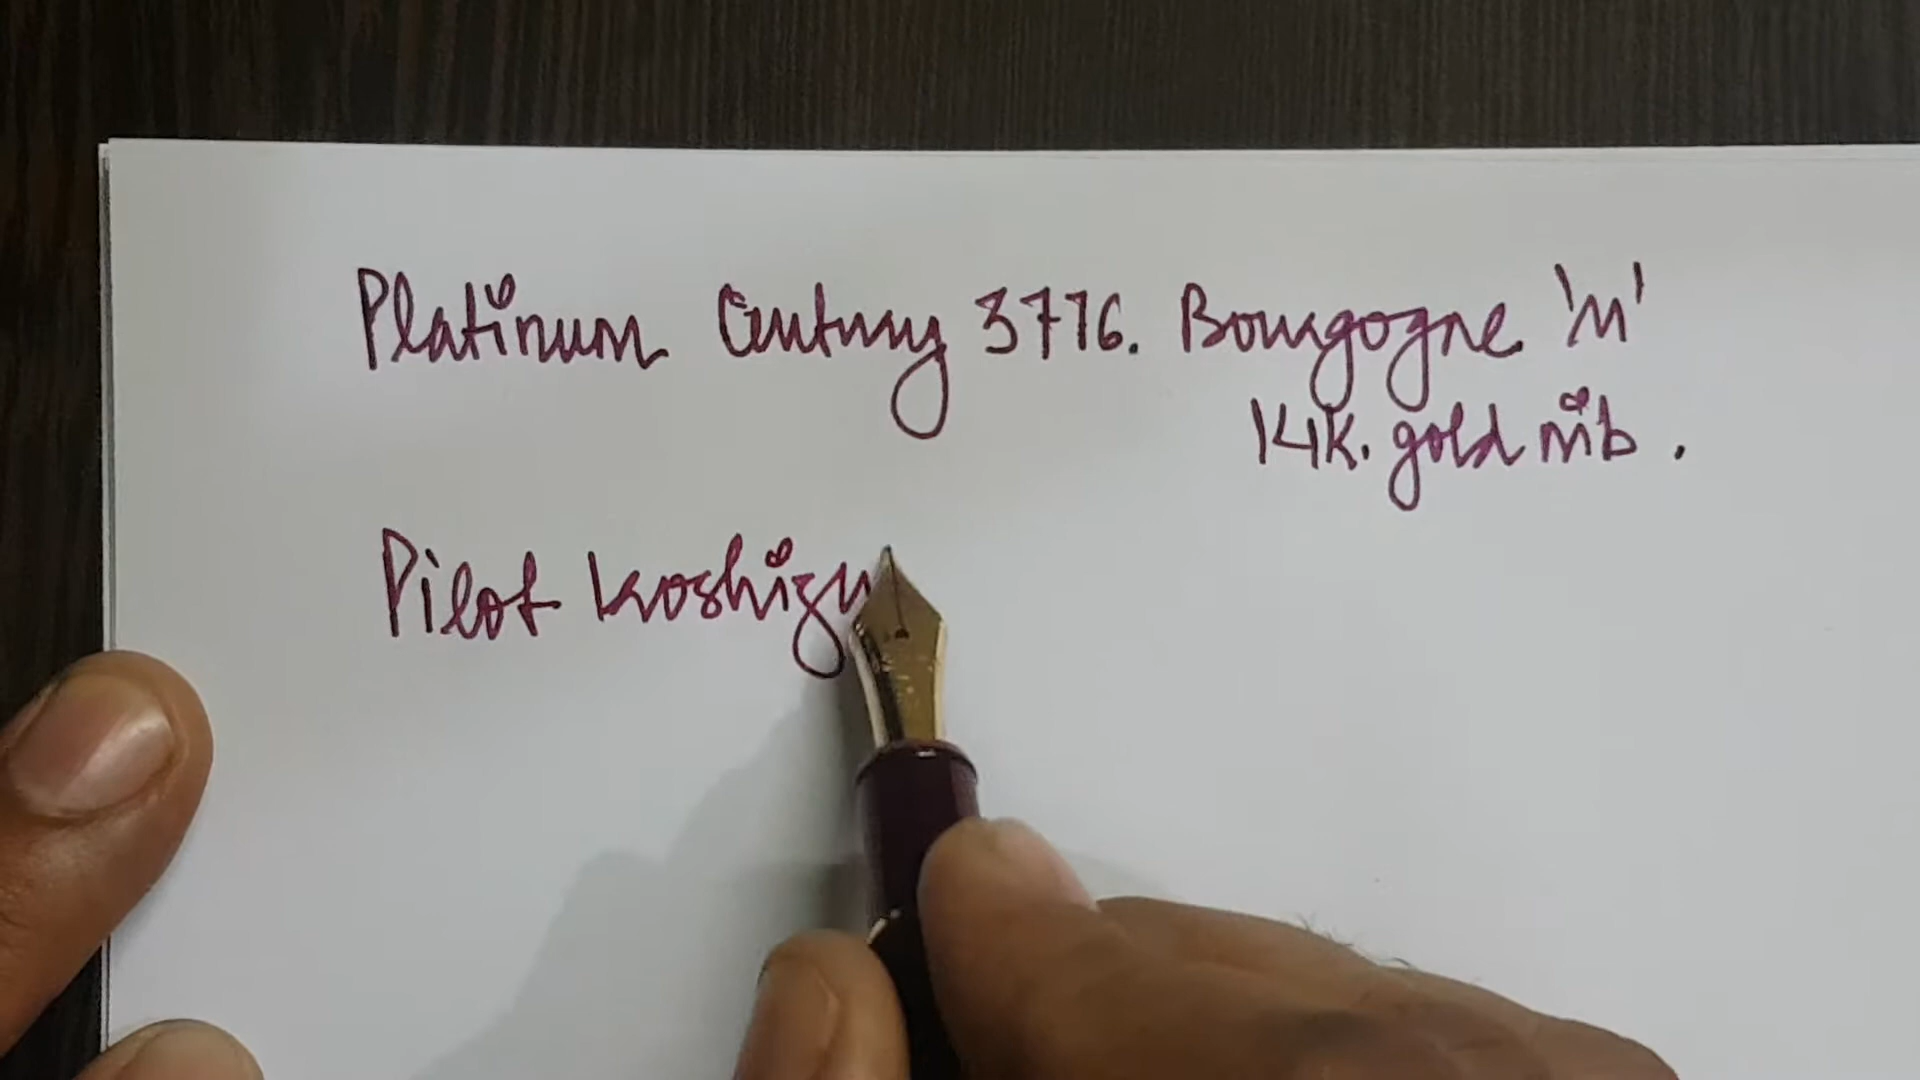 Platinum Century 3776. Bourgogne 'M'
14K. gold nib.
Pilot Iroshizu